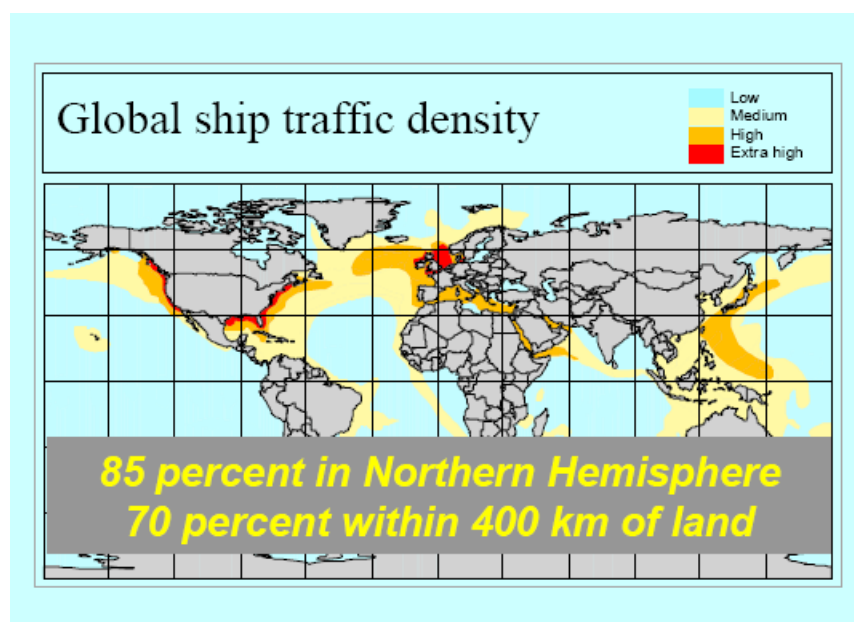 Global ship traffic density
Low
Medium
High
Extra high
85 percent in Northern Hemisphere
70 percent within 400 km of land